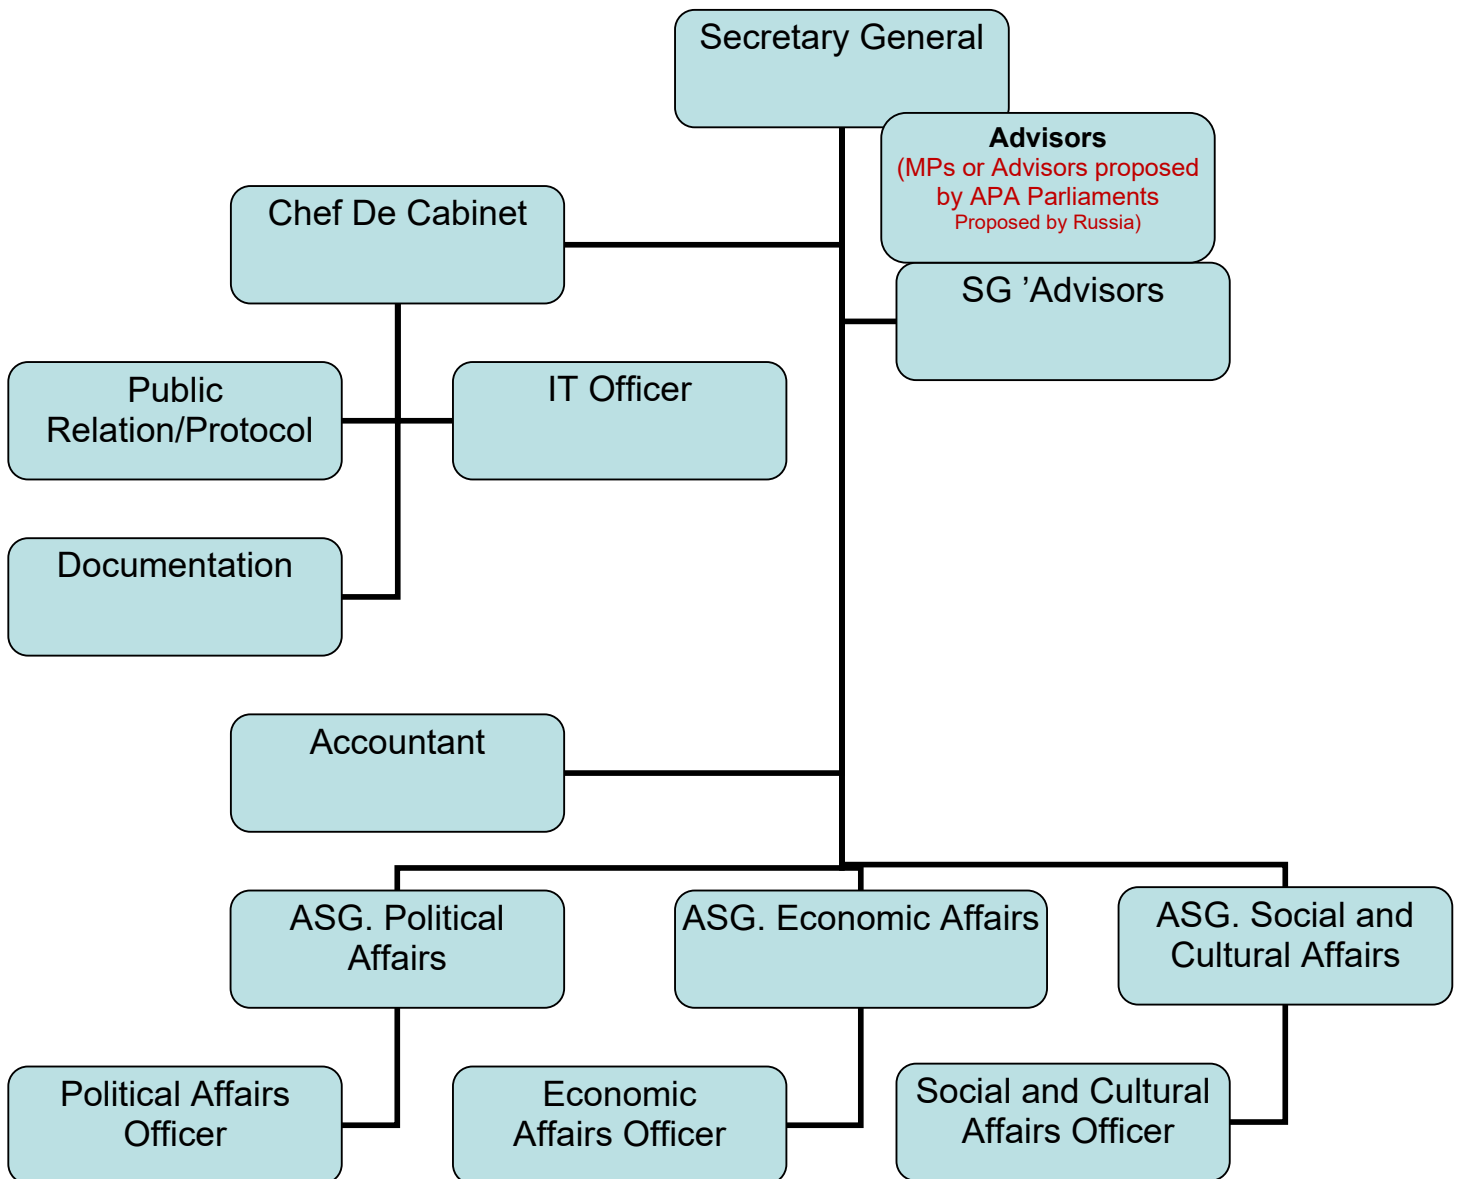 Secretary General
Advisors
(MPs or Advisors proposed
by APA Parliaments
Proposed by Russia)
Chef De Cabinet
SG ’Advisors
Public
Relation/Protocol
IT Officer
Documentation
Accountant
ASG. Political
Affairs
ASG. Economic Affairs
ASG. Social and
Cultural Affairs
Political Affairs
Officer
Economic
Affairs Officer
Social and Cultural
Affairs Officer